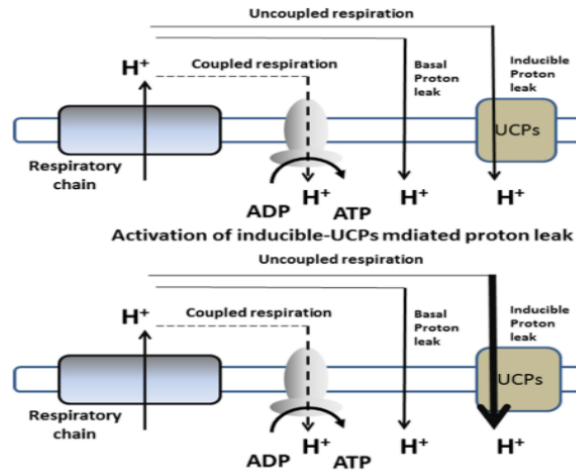 Uncoupled respiration
H⁺
Coupled respiration
Basal
Proton
leak
Inducible
Proton
leak
UCPs
Respiratory
chain
ADP
H⁺
ATP
H⁺
H⁺
Activation of inducible-UCPs mdiated proton leak
Uncoupled respiration
H⁺
Coupled respiration
Basal
Proton
leak
Inducible
Proton
leak
UCPs
Respiratory
chain
ADP
H⁺
ATP
H⁺
H⁺